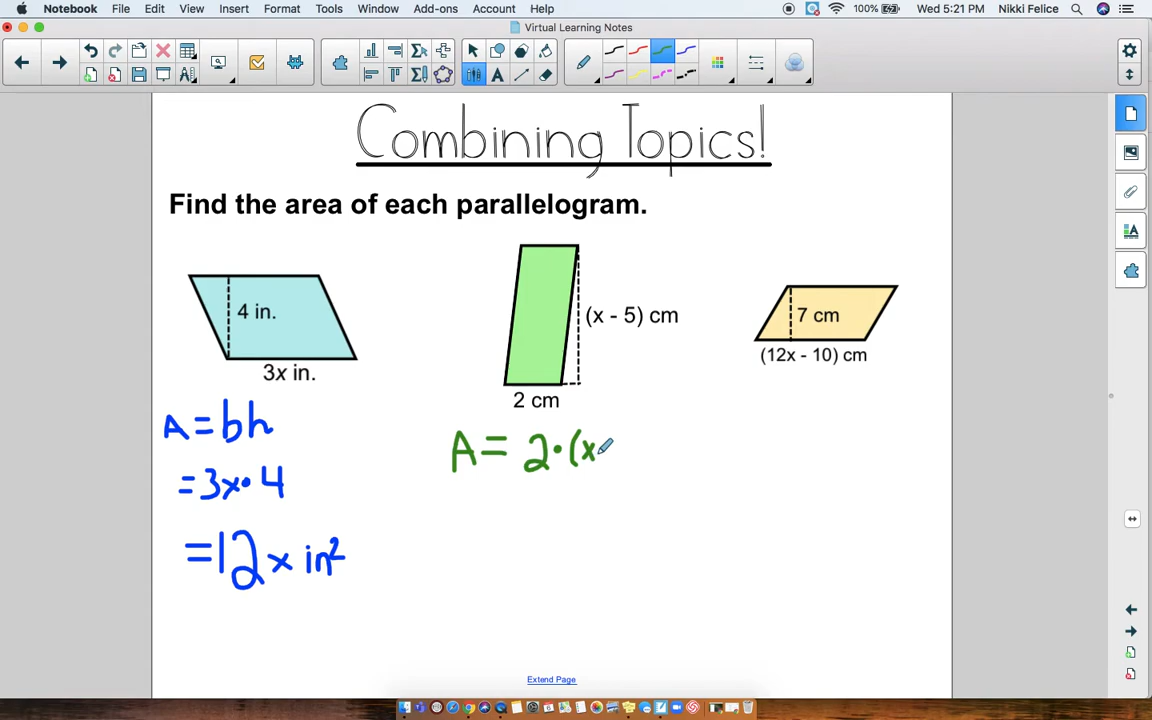 Notebook File Edit View Insert Format Tools Window Add-ons Account Help 100% Wed 5:21 PM Nikki Felice
Virtual Learning Notes
Combining Topics!
Find the area of each parallelogram.
4 in.
3x in.
(x - 5) cm
2 cm
7 cm
(12x - 10) cm
A = bh
= 3x • 4
= 12x in²
A = 2 • (x
Extend Page